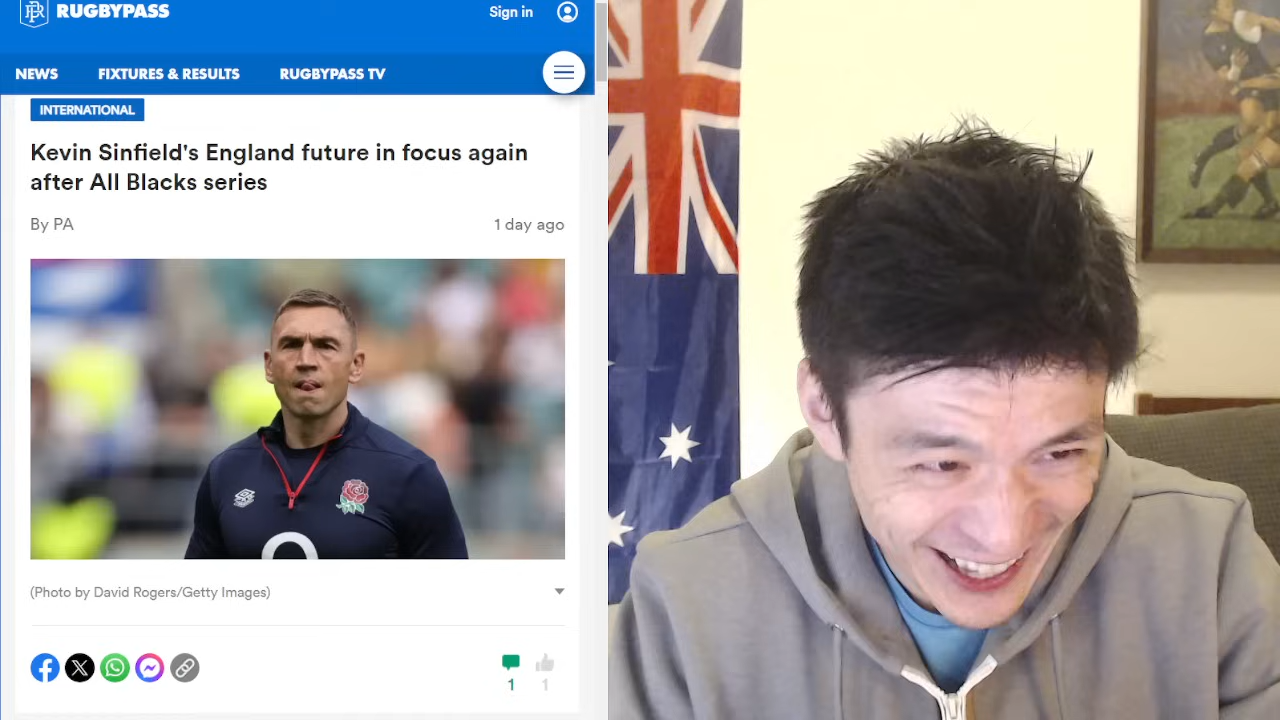 RUGBYPASS
Sign in
NEWS
FIXTURES & RESULTS
RUGBYPASS TV
INTERNATIONAL
Kevin Sinfield's England future in focus again
after All Blacks series
By PA
1 day ago
(Photo by David Rogers/Getty Images)
1
1